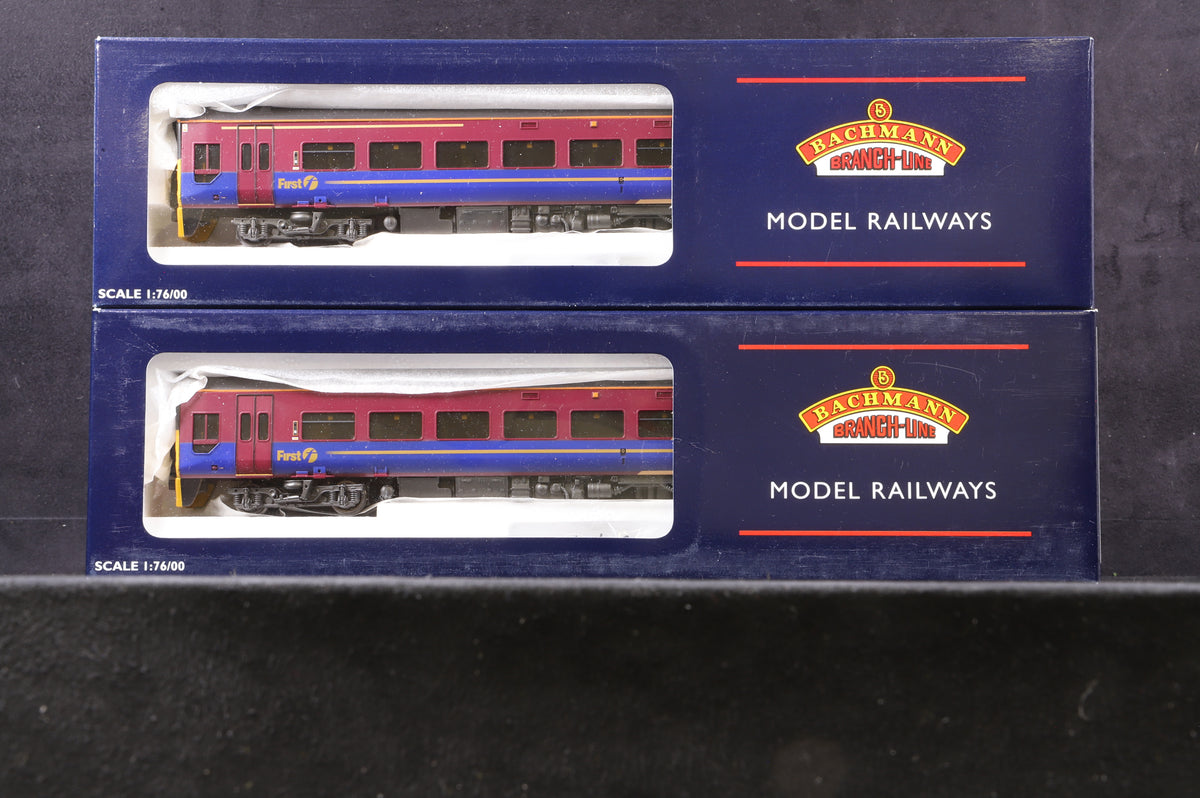 First
B
BACHMANN
BRANCH-LINE
MODEL RAILWAYS
SCALE 1:76/00
First
B
BACHMANN
BRANCH-LINE
MODEL RAILWAYS
SCALE 1:76/00